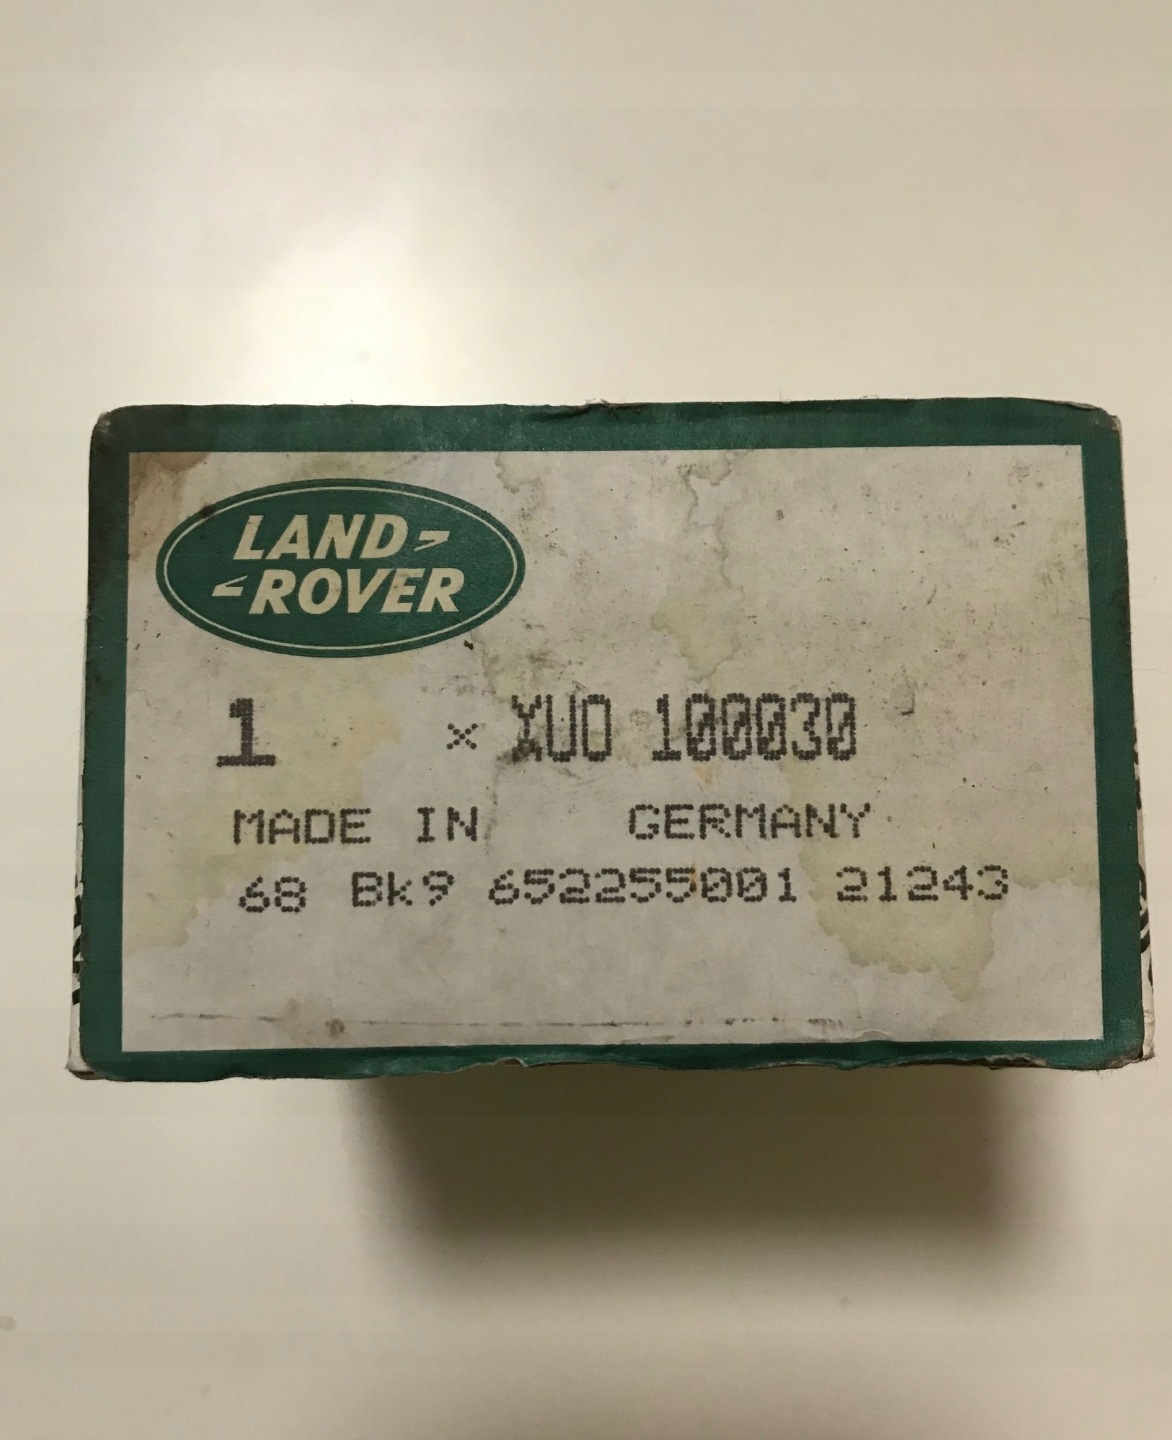 LAND-
-ROVER
1 x XUO 100030
MADE IN GERMANY
68 Bk9 652255001 21243